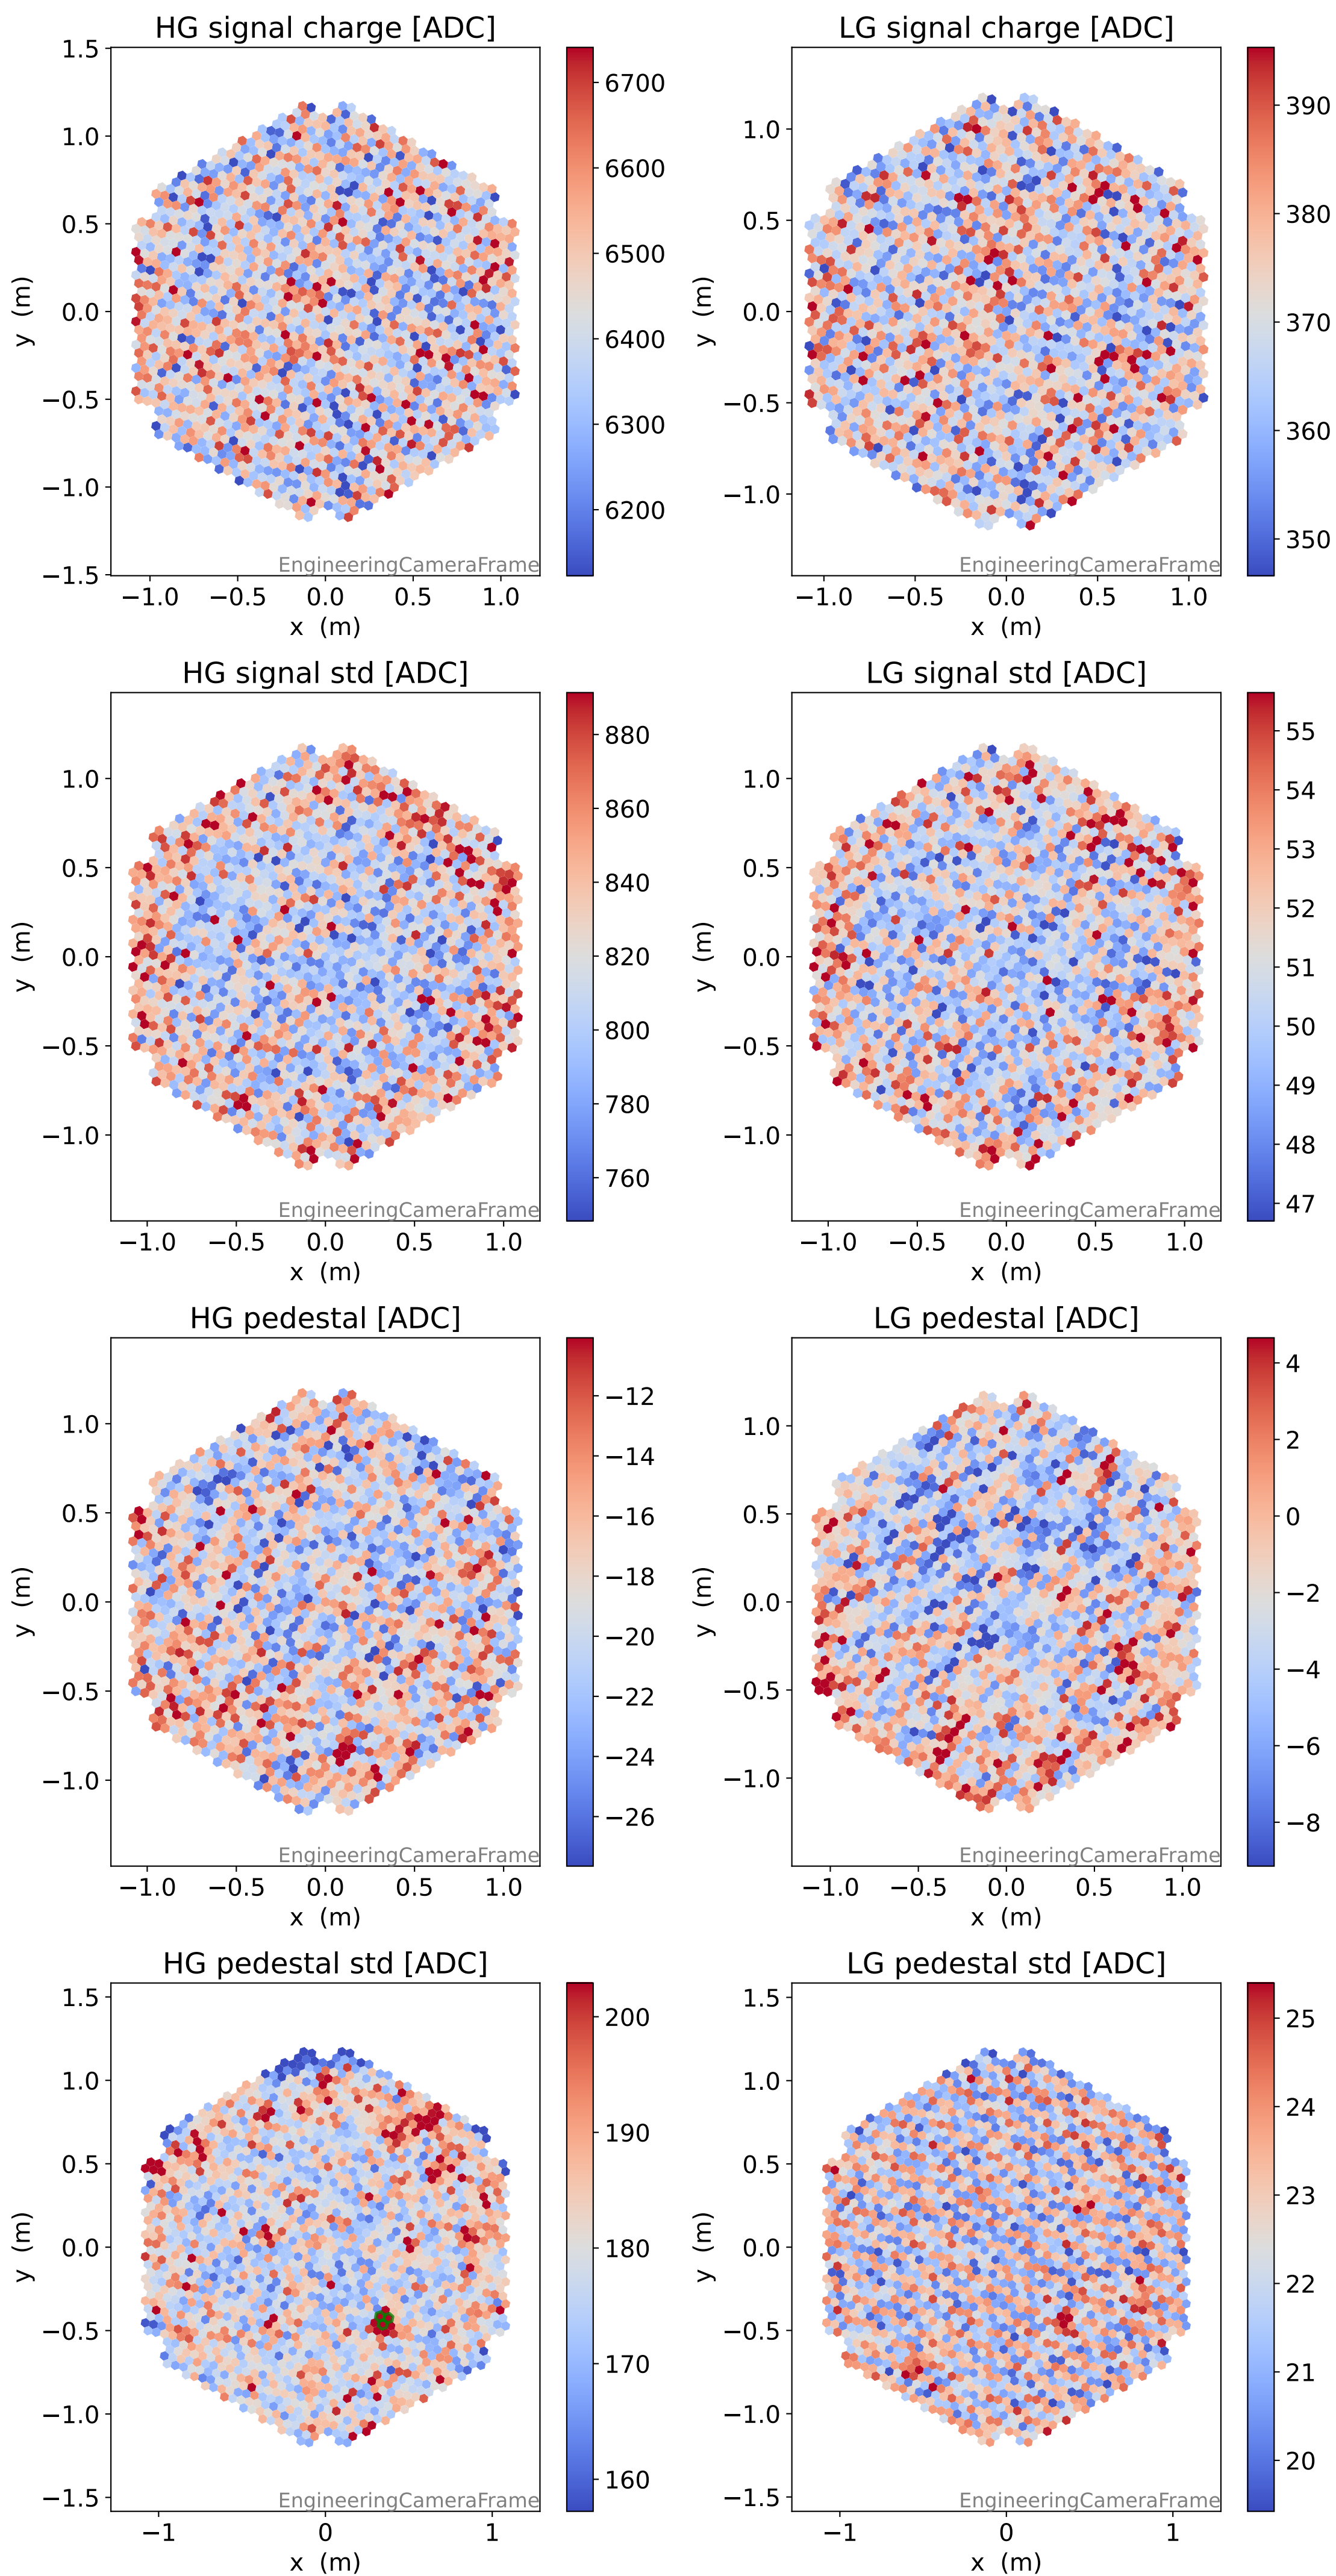 HG signal charge [ADC]
1.5
1.0
0.5
0.0
−0.5
−1.0
−1.5
y (m)
−1.0 −0.5 0.0 0.5 1.0
x (m)
EngineeringCameraFrame
6700
6600
6500
6400
6300
6200
LG signal charge [ADC]
1.0
0.5
0.0
−0.5
−1.0
y (m)
−1.0 −0.5 0.0 0.5 1.0
x (m)
EngineeringCameraFrame
390
380
370
360
350
HG signal std [ADC]
1.0
0.5
0.0
−0.5
−1.0
y (m)
−1.0 −0.5 0.0 0.5 1.0
x (m)
EngineeringCameraFrame
880
860
840
820
800
780
760
LG signal std [ADC]
1.0
0.5
0.0
−0.5
−1.0
y (m)
−1.0 −0.5 0.0 0.5 1.0
x (m)
EngineeringCameraFrame
55
54
53
52
51
50
49
48
47
HG pedestal [ADC]
1.0
0.5
0.0
−0.5
−1.0
y (m)
−1.0 −0.5 0.0 0.5 1.0
x (m)
EngineeringCameraFrame
−12
−14
−16
−18
−20
−22
−24
−26
LG pedestal [ADC]
1.0
0.5
0.0
−0.5
−1.0
y (m)
−1.0 −0.5 0.0 0.5 1.0
x (m)
EngineeringCameraFrame
4
2
0
−2
−4
−6
−8
HG pedestal std [ADC]
1.5
1.0
0.5
0.0
−0.5
−1.0
−1.5
y (m)
−1 0 1
x (m)
EngineeringCameraFrame
200
190
180
170
160
LG pedestal std [ADC]
1.5
1.0
0.5
0.0
−0.5
−1.0
−1.5
y (m)
−1 0 1
x (m)
EngineeringCameraFrame
25
24
23
22
21
20